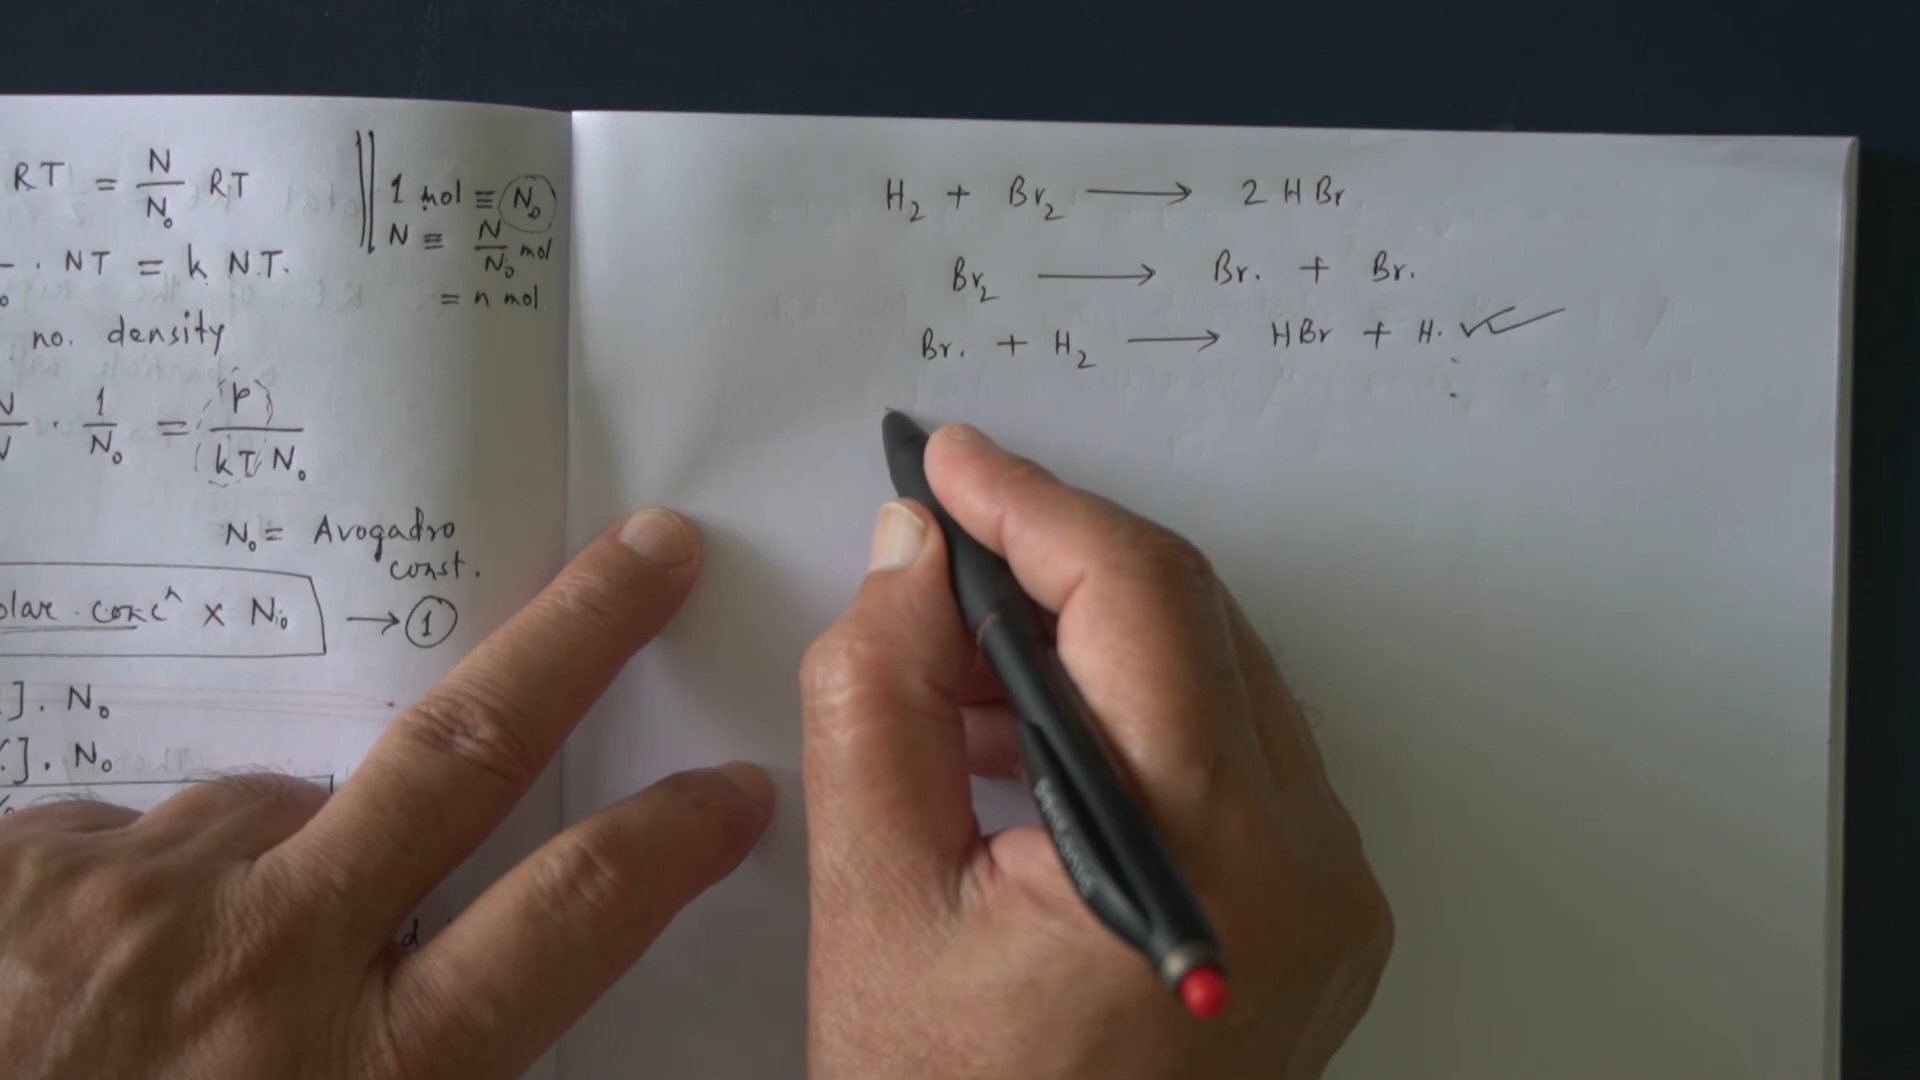 RT = N/N₀ RT
1 mol ≡ N₀
N ≡ N/N₀ mol
= n mol
. NT = k N.T.
no. density
. 1/N₀ = p/kT N₀
N₀ = Avogadro
const.
olar concⁿ × N₀ → ①
]. N₀
]. N₀
d
H₂ + Br₂ ⟶ 2 HBr
Br₂ ⟶ Br. + Br.
Br. + H₂ ⟶ HBr + H. ✓
: